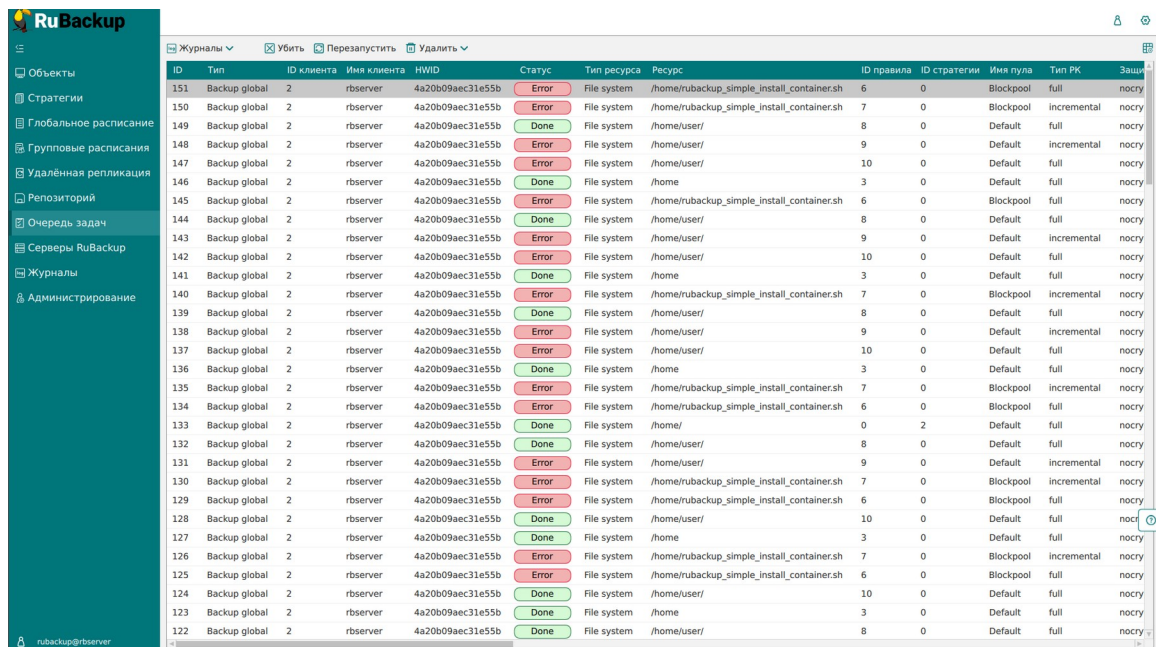 RuBackup
Журналы Убить Перезапустить Удалить
Объекты
Стратегии
Глобальное расписание
Групповые расписания
Удалённая репликация
Репозиторий
Очередь задач
Серверы RuBackup
Журналы
Администрирование
rubackup@rbserver
ID Тип ID клиента Имя клиента HWID Статус Тип ресурса Ресурс ID правила ID стратегии Имя пула Тип РК Защи
151 Backup global 2 rbserver 4a20b09aec31e55b Error File system /home/rubackup_simple_install_container.sh 6 0 Blockpool full nocry
150 Backup global 2 rbserver 4a20b09aec31e55b Error File system /home/rubackup_simple_install_container.sh 7 0 Blockpool incremental nocry
149 Backup global 2 rbserver 4a20b09aec31e55b Done File system /home/user/ 8 0 Default full nocry
148 Backup global 2 rbserver 4a20b09aec31e55b Error File system /home/user/ 9 0 Default incremental nocry
147 Backup global 2 rbserver 4a20b09aec31e55b Error File system /home/user/ 10 0 Default full nocry
146 Backup global 2 rbserver 4a20b09aec31e55b Done File system /home 3 0 Default full nocry
145 Backup global 2 rbserver 4a20b09aec31e55b Error File system /home/rubackup_simple_install_container.sh 6 0 Blockpool full nocry
144 Backup global 2 rbserver 4a20b09aec31e55b Done File system /home/user/ 8 0 Default full nocry
143 Backup global 2 rbserver 4a20b09aec31e55b Error File system /home/user/ 9 0 Default incremental nocry
142 Backup global 2 rbserver 4a20b09aec31e55b Error File system /home/user/ 10 0 Default full nocry
141 Backup global 2 rbserver 4a20b09aec31e55b Done File system /home 3 0 Default full nocry
140 Backup global 2 rbserver 4a20b09aec31e55b Error File system /home/rubackup_simple_install_container.sh 7 0 Blockpool incremental nocry
139 Backup global 2 rbserver 4a20b09aec31e55b Done File system /home/user/ 8 0 Default full nocry
138 Backup global 2 rbserver 4a20b09aec31e55b Error File system /home/user/ 9 0 Default incremental nocry
137 Backup global 2 rbserver 4a20b09aec31e55b Error File system /home/user/ 10 0 Default full nocry
136 Backup global 2 rbserver 4a20b09aec31e55b Done File system /home 3 0 Default full nocry
135 Backup global 2 rbserver 4a20b09aec31e55b Error File system /home/rubackup_simple_install_container.sh 7 0 Blockpool incremental nocry
134 Backup global 2 rbserver 4a20b09aec31e55b Error File system /home/rubackup_simple_install_container.sh 6 0 Blockpool full nocry
133 Backup global 2 rbserver 4a20b09aec31e55b Done File system /home/ 0 2 Default full nocry
132 Backup global 2 rbserver 4a20b09aec31e55b Done File system /home/user/ 8 0 Default full nocry
131 Backup global 2 rbserver 4a20b09aec31e55b Error File system /home/user/ 9 0 Default incremental nocry
130 Backup global 2 rbserver 4a20b09aec31e55b Error File system /home/rubackup_simple_install_container.sh 7 0 Blockpool incremental nocry
129 Backup global 2 rbserver 4a20b09aec31e55b Error File system /home/rubackup_simple_install_container.sh 6 0 Blockpool full nocry
128 Backup global 2 rbserver 4a20b09aec31e55b Done File system /home/user/ 10 0 Default full nocr
127 Backup global 2 rbserver 4a20b09aec31e55b Done File system /home 3 0 Default full nocry
126 Backup global 2 rbserver 4a20b09aec31e55b Error File system /home/rubackup_simple_install_container.sh 7 0 Blockpool incremental nocry
125 Backup global 2 rbserver 4a20b09aec31e55b Error File system /home/rubackup_simple_install_container.sh 6 0 Blockpool full nocry
124 Backup global 2 rbserver 4a20b09aec31e55b Done File system /home/user/ 10 0 Default full nocry
123 Backup global 2 rbserver 4a20b09aec31e55b Done File system /home 3 0 Default full nocry
122 Backup global 2 rbserver 4a20b09aec31e55b Done File system /home/user/ 8 0 Default full nocry